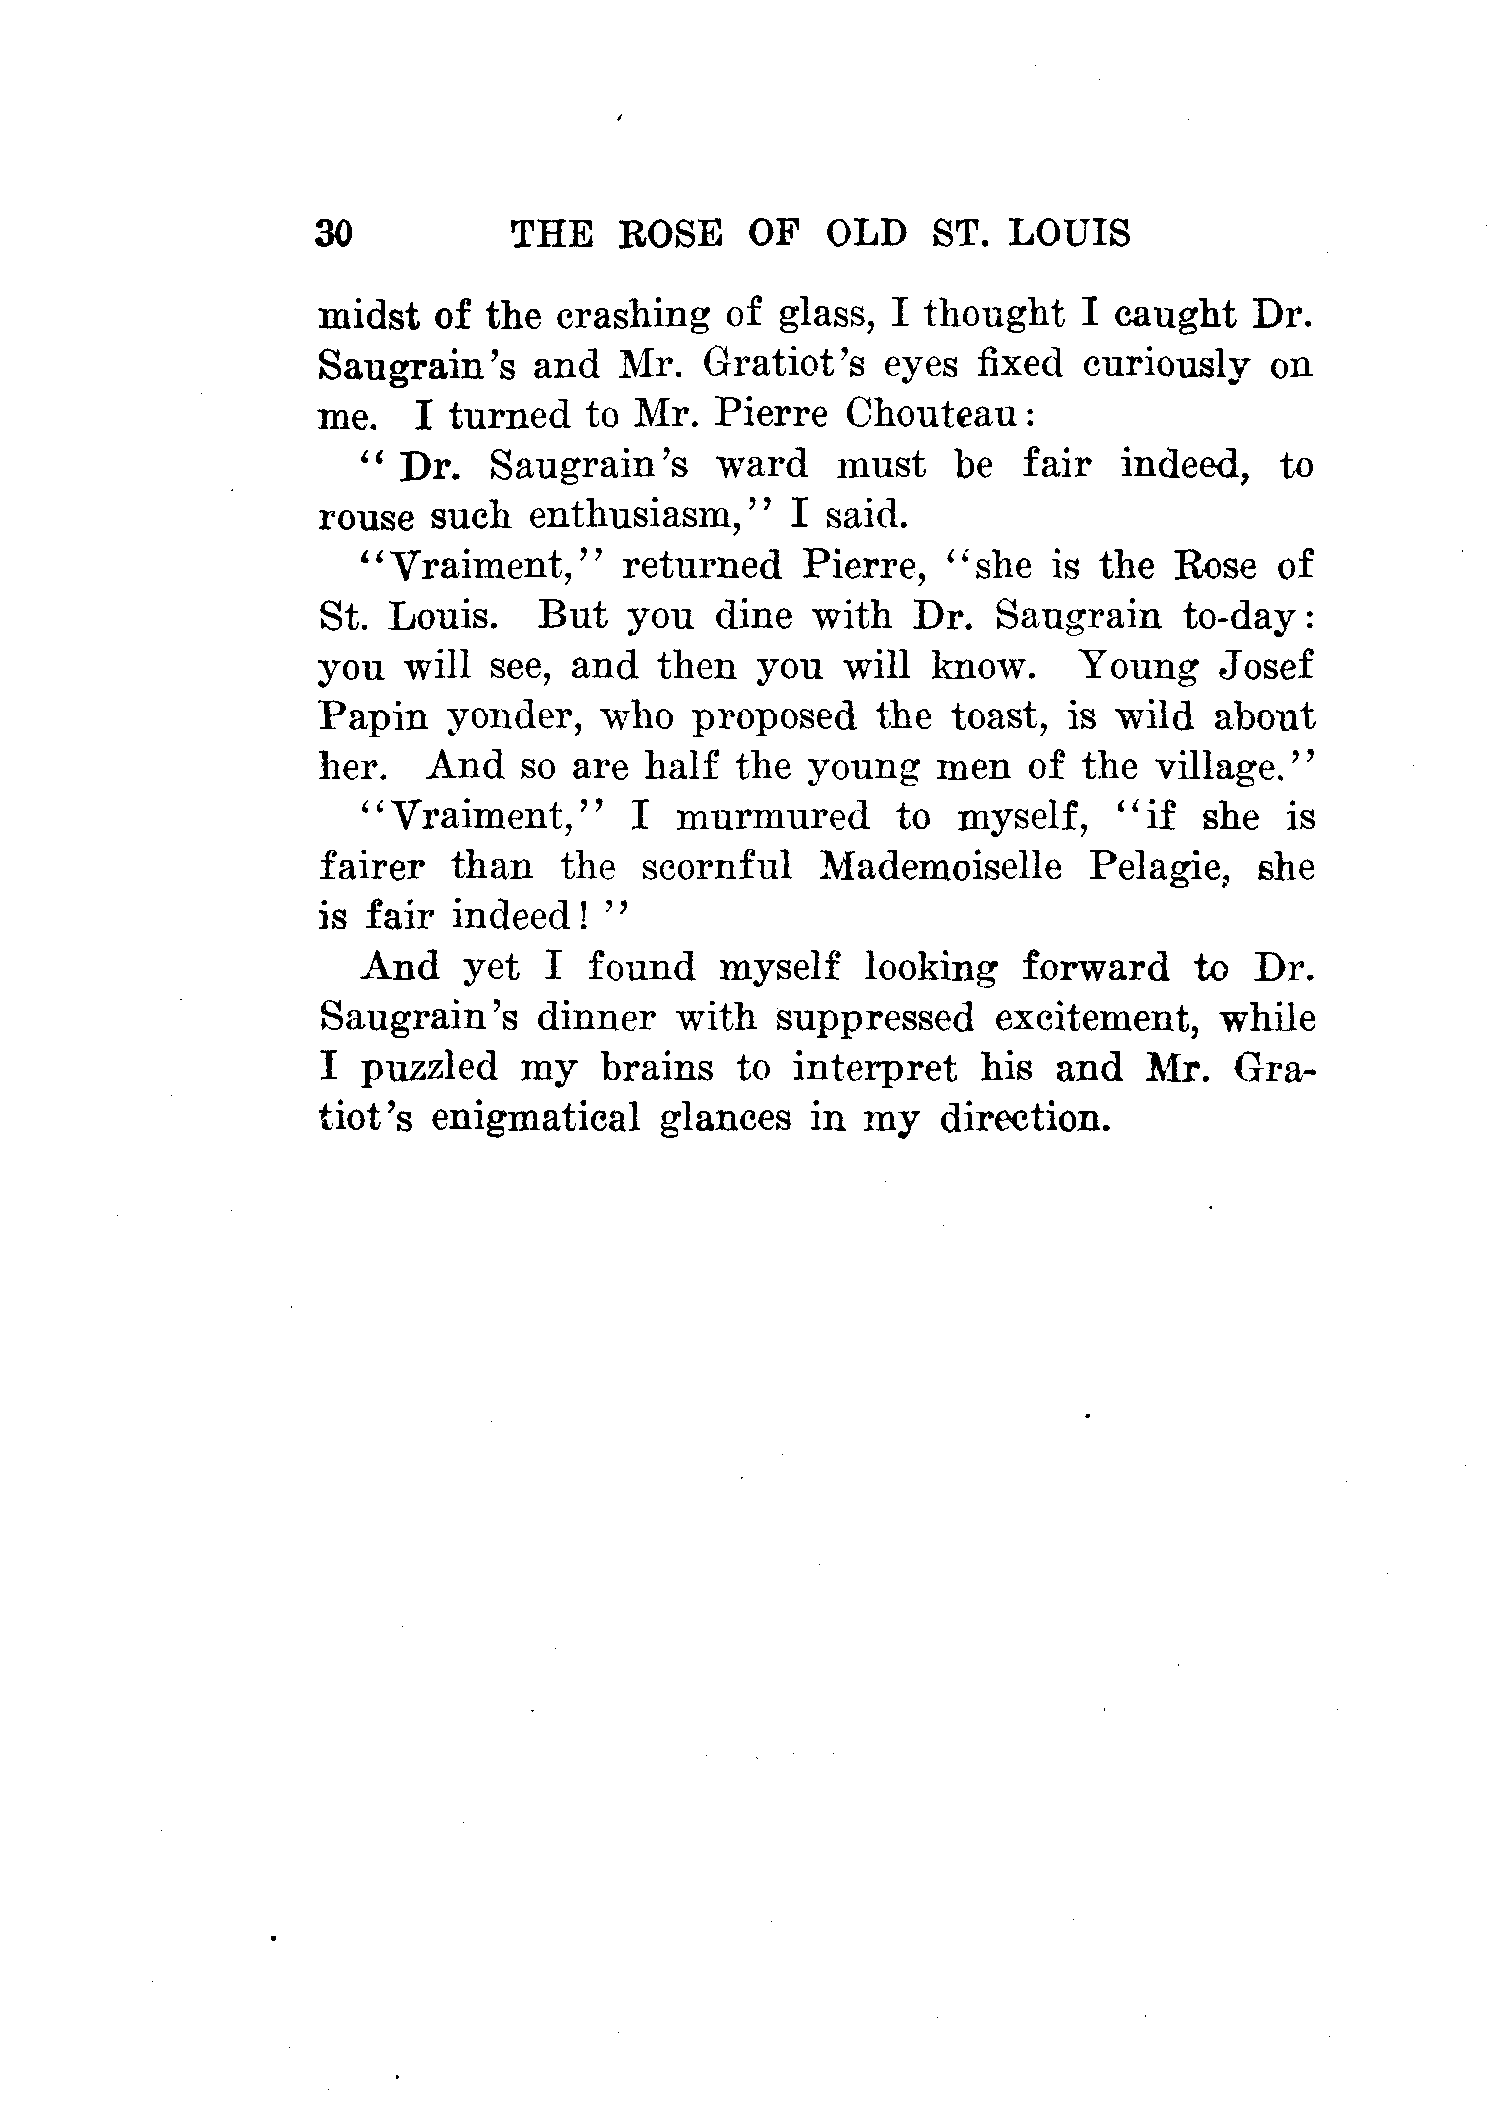 30 THE ROSE OF OLD ST. LOUIS
midst of the crashing of glass, I thought I caught Dr.
Saugrain's and Mr. Gratiot's eyes fixed curiously on
me. I turned to Mr. Pierre Chouteau:
"Dr. Saugrain's ward must be fair indeed, to
rouse such enthusiasm," I said.
"Vraiment," returned Pierre, "she is the Rose of
St. Louis. But you dine with Dr. Saugrain to-day:
you will see, and then you will know. Young Josef
Papin yonder, who proposed the toast, is wild about
her. And so are half the young men of the village."
"Vraiment," I murmured to myself, "if she is
fairer than the scornful Mademoiselle Pelagie, she
is fair indeed!"
And yet I found myself looking forward to Dr.
Saugrain's dinner with suppressed excitement, while
I puzzled my brains to interpret his and Mr. Gra-
tiot's enigmatical glances in my direction.